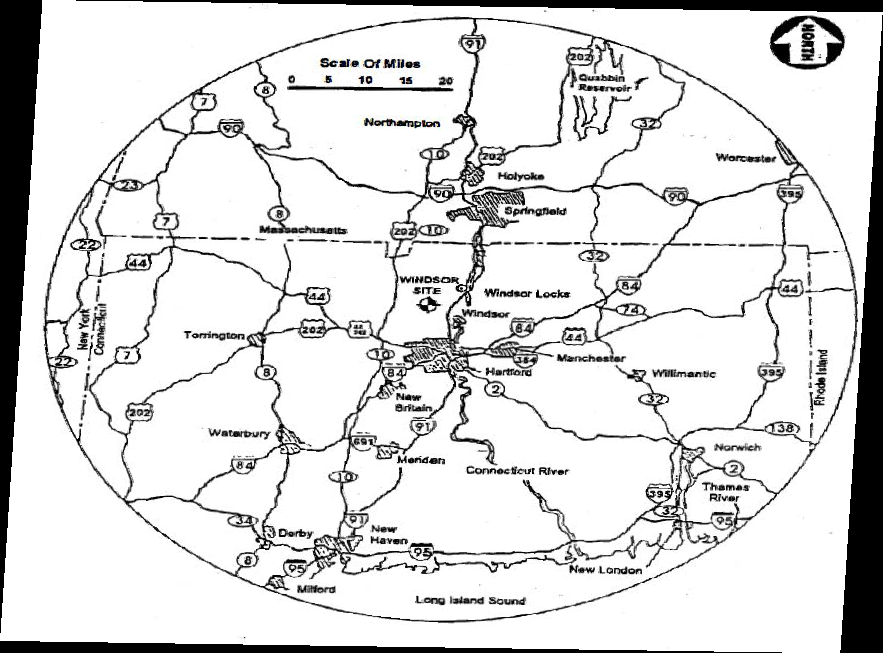 91
NORTH
Scale Of Miles
0 5 10 15 20
202
Quabbin
Reservoir
8
7
90
Northampton
32
10
202
Worcester
Holyoke
23
90
90
395
8
Springfield
7
Massachusetts
202
10
22
44
32
WINDSOR
SITE
84
44
44
Windsor Locks
74
Windsor
New York
Connecticut
Torrington
202
84
44
7
10
384
Manchester
22
8
84
Hartford
Willimantic
395
Rhode Island
2
202
New
Britain
32
91
138
Waterbury
691
Norwich
84
Meriden
Connecticut River
2
10
Thames
River
395
32
34
91
95
Derby
New
Haven
95
8
95
New London
Milford
Long Island Sound